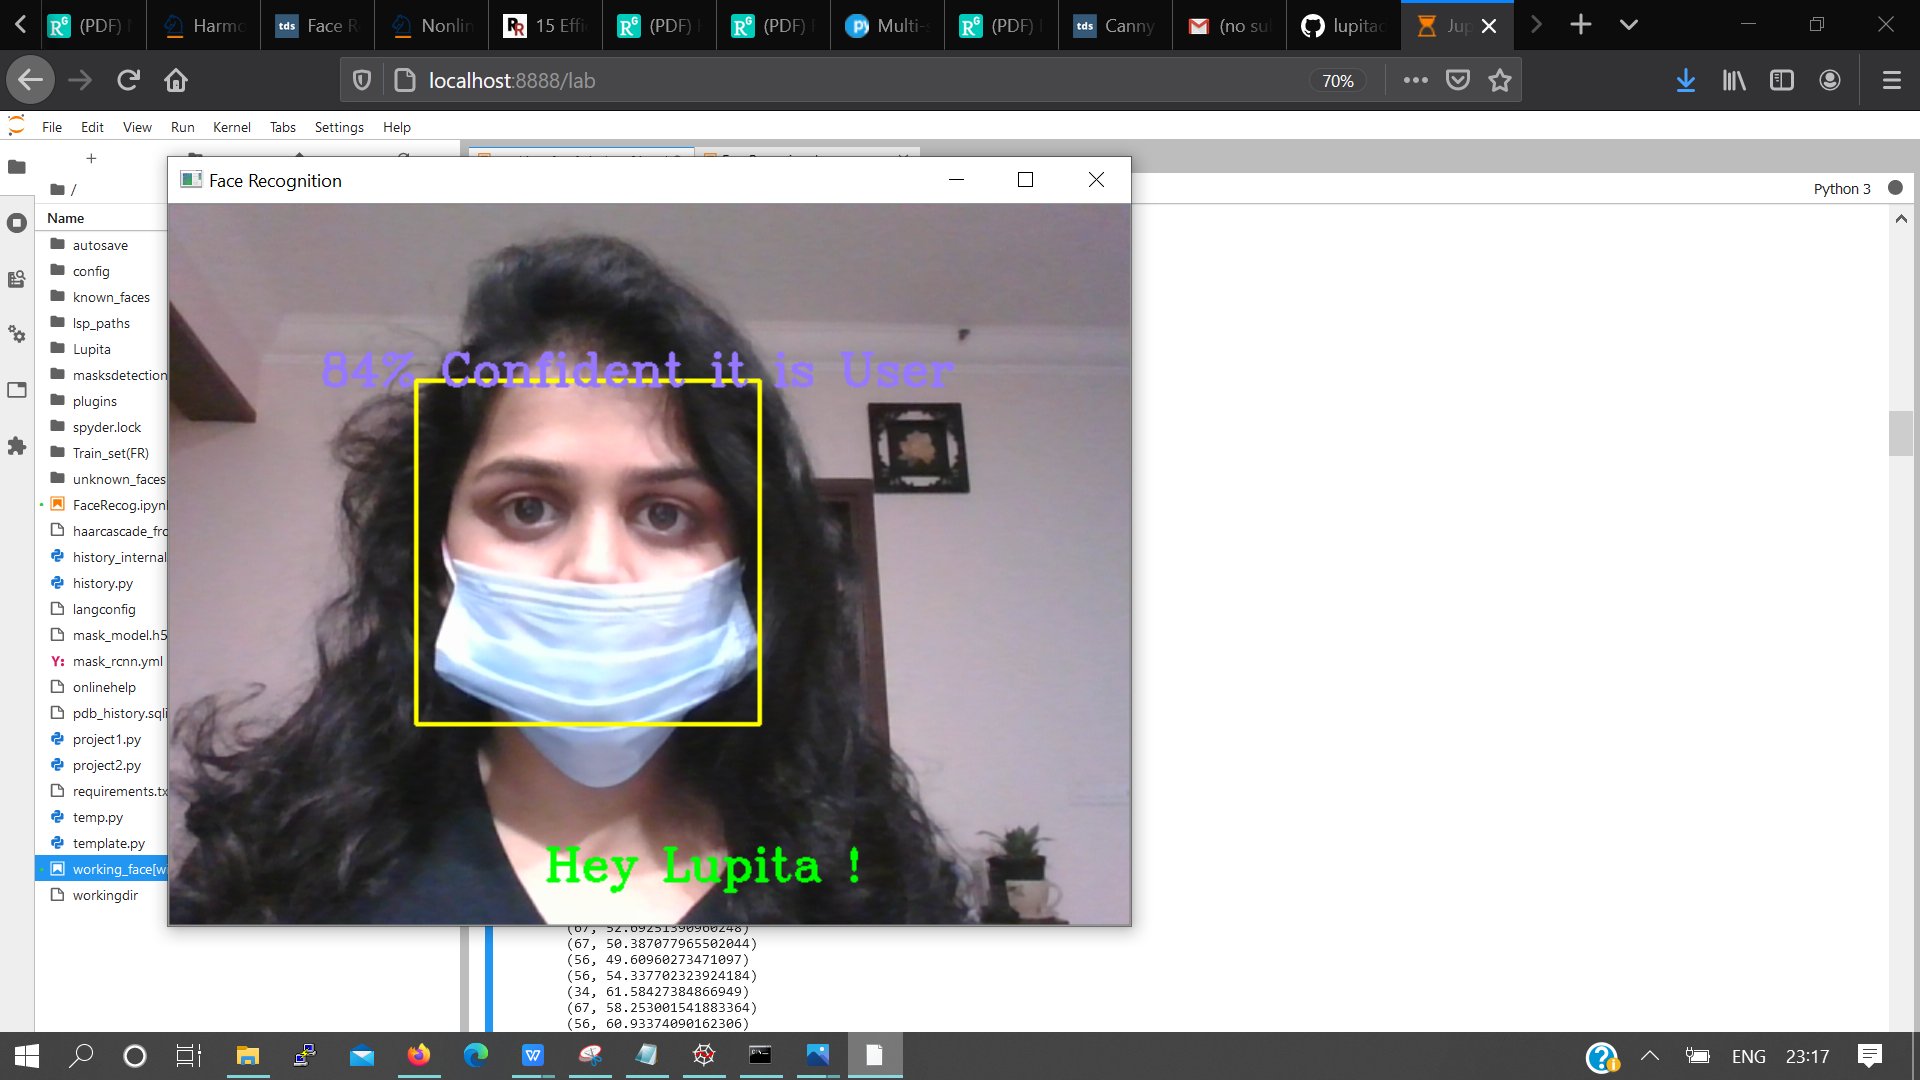 (PDF)
Harmo
Face R
Nonlin
15 Effi
(PDF)
(PDF)
Multi-s
(PDF)
Canny
(no su
lupitac
Jup
localhost:8888/lab
70%
File Edit View Run Kernel Tabs Settings Help
/
Python 3
Name
autosave
config
known_faces
lsp_paths
Lupita
masksdetection
plugins
spyder.lock
Train_set(FR)
unknown_faces
FaceRecog.ipyn
haarcascade_fro
history_internal
history.py
langconfig
mask_model.h5
mask_rcnn.yml
onlinehelp
pdb_history.sqli
project1.py
project2.py
requirements.tx
temp.py
template.py
working_face[w
workingdir
Face Recognition
84% Confident it is User
Hey Lupita !
(67, 52.69251390960248)
(67, 50.387077965502044)
(56, 49.60960273471097)
(56, 54.337702323924184)
(34, 61.58427384866949)
(67, 58.253001541883364)
(56, 60.93374090162306)
ENG 23:17